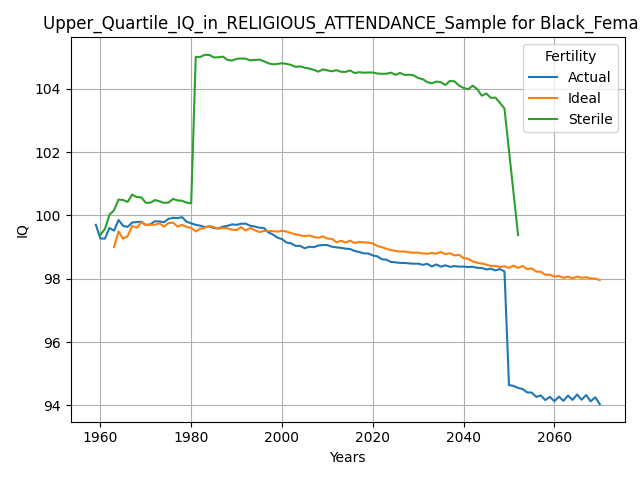 Upper_Quartile_IQ_in_RELIGIOUS_ATTENDANCE_Sample for Black_Fema
Fertility
Actual
Ideal
Sterile
104
102
100
98
96
94
IQ
1960
1980
2000
2020
2040
2060
Years